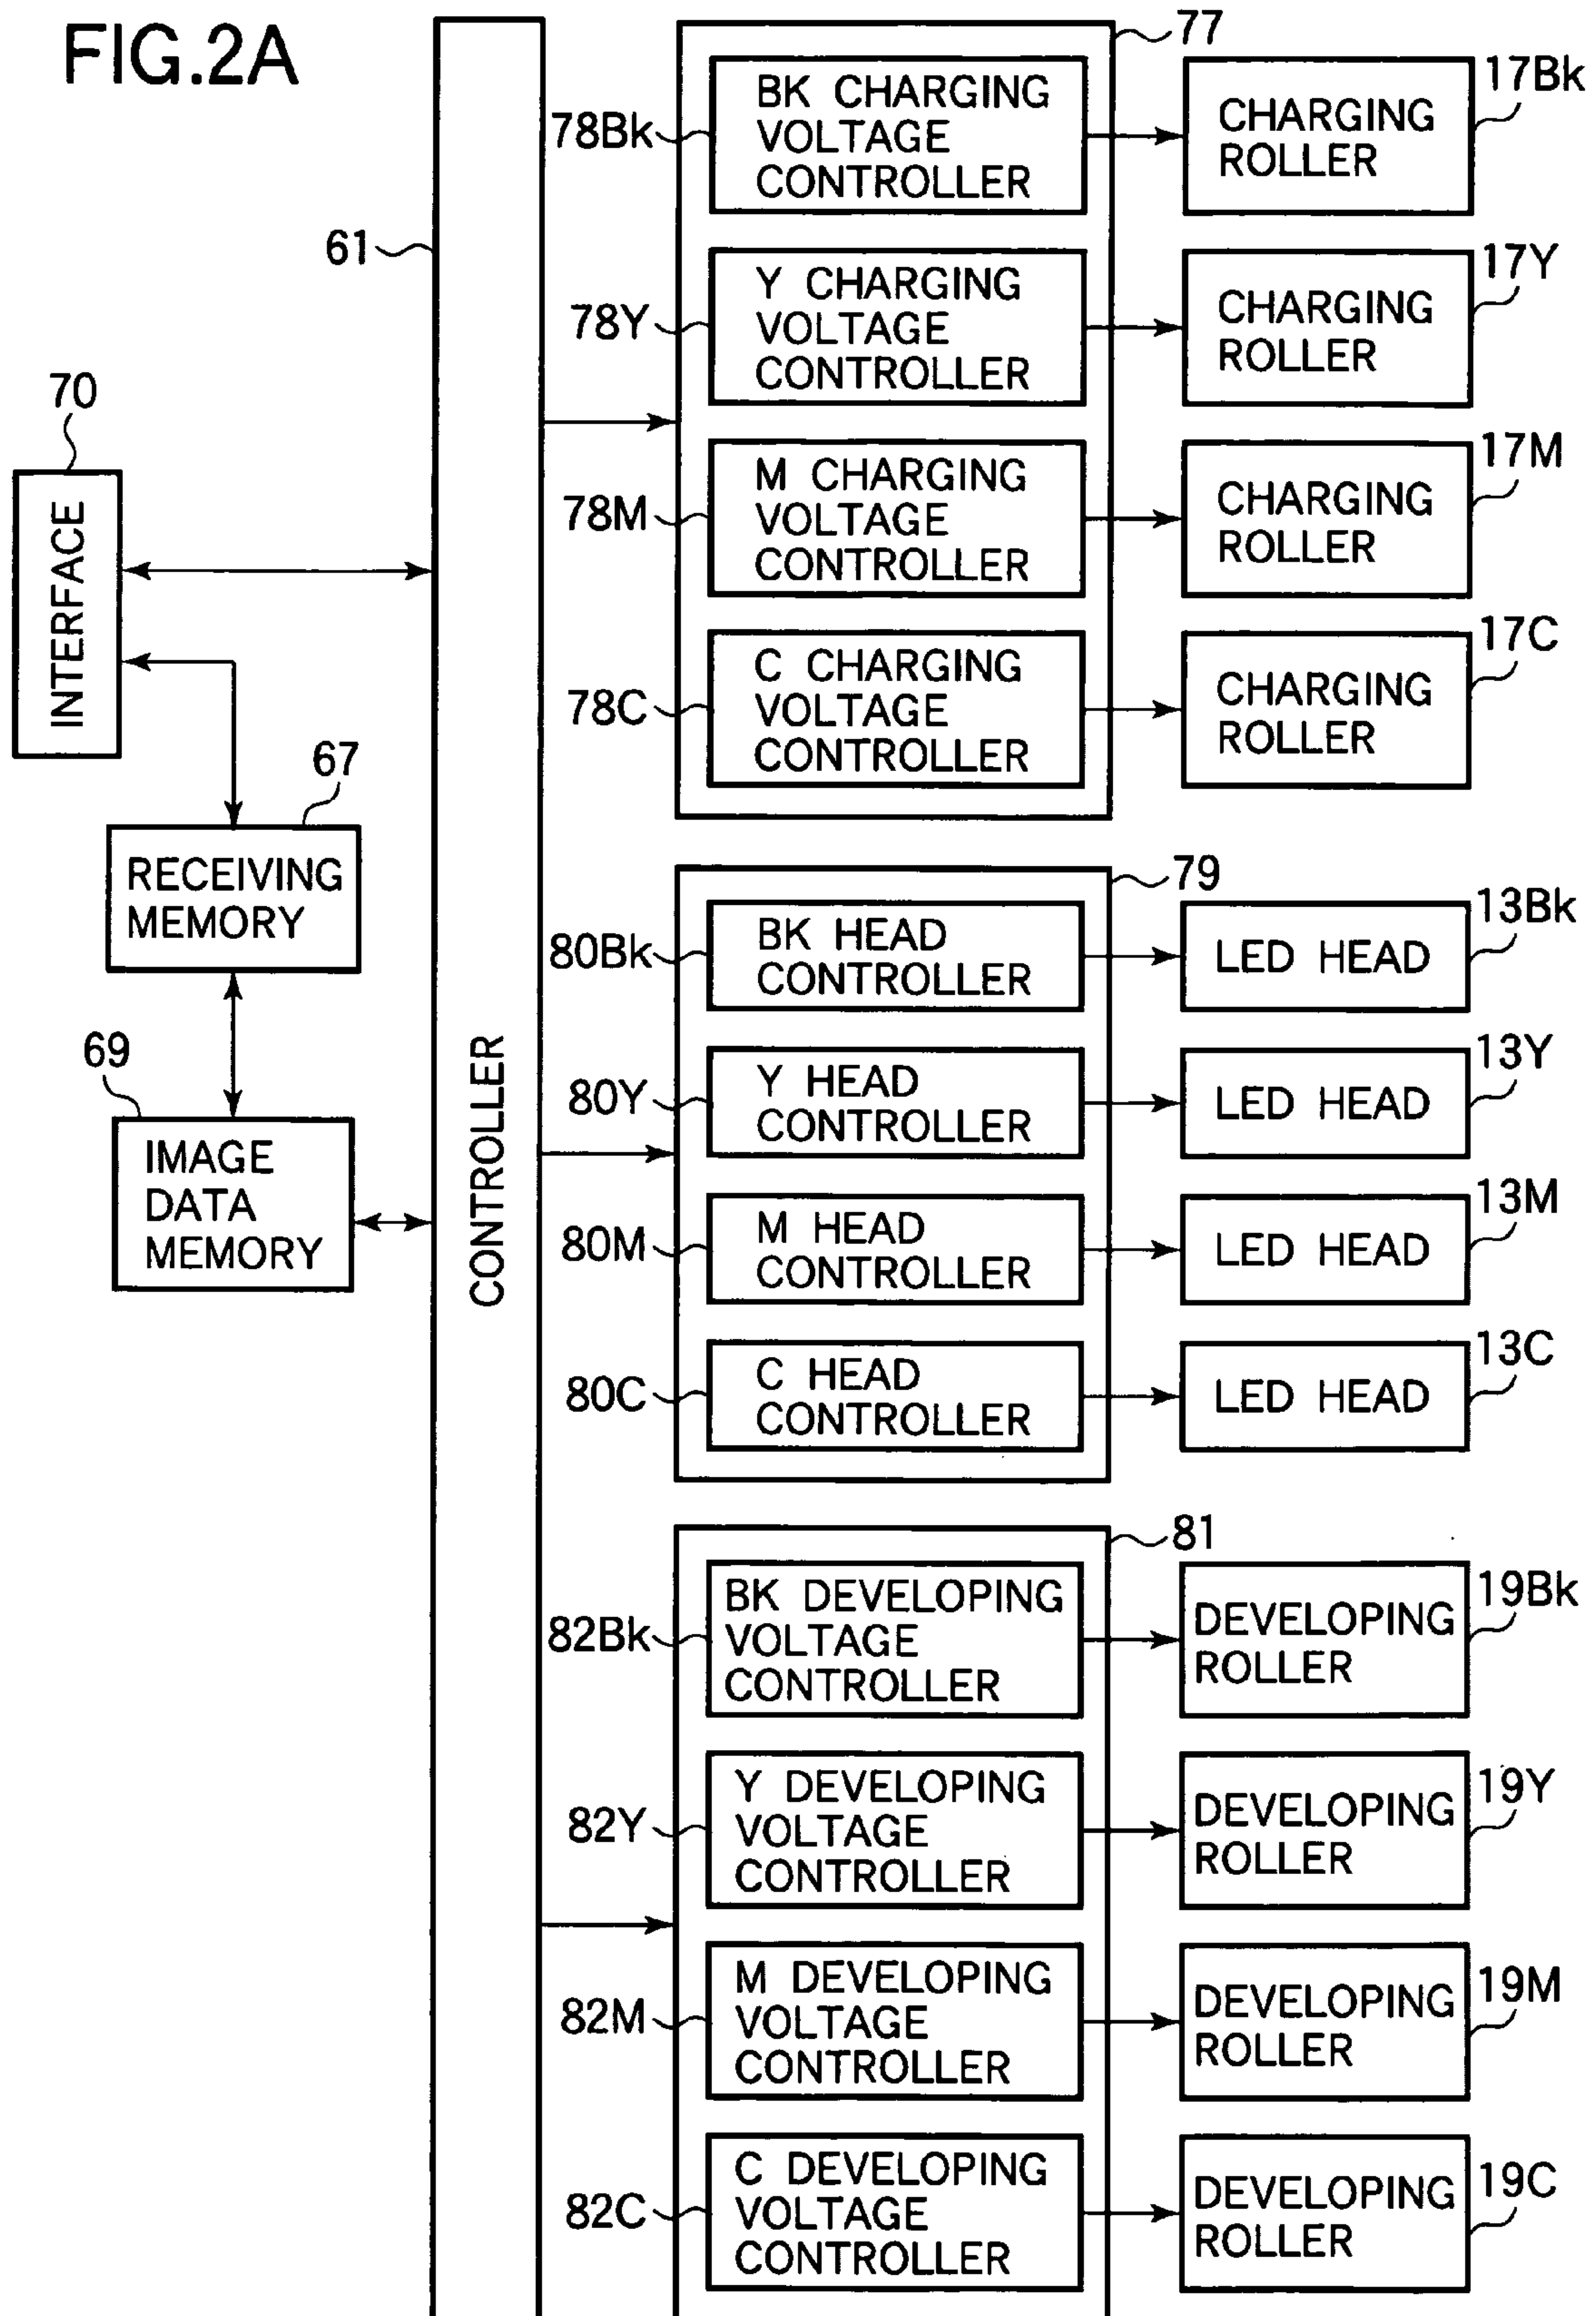 FIG.2A
61
70
INTERFACE
67
RECEIVING
MEMORY
69
IMAGE
DATA
MEMORY
CONTROLLER
77
78Bk
BK CHARGING
VOLTAGE
CONTROLLER
CHARGING
ROLLER
17Bk
78Y
Y CHARGING
VOLTAGE
CONTROLLER
CHARGING
ROLLER
17Y
78M
M CHARGING
VOLTAGE
CONTROLLER
CHARGING
ROLLER
17M
78C
C CHARGING
VOLTAGE
CONTROLLER
CHARGING
ROLLER
17C
79
80Bk
BK HEAD
CONTROLLER
LED HEAD
13Bk
80Y
Y HEAD
CONTROLLER
LED HEAD
13Y
80M
M HEAD
CONTROLLER
LED HEAD
13M
80C
C HEAD
CONTROLLER
LED HEAD
13C
81
82Bk
BK DEVELOPING
VOLTAGE
CONTROLLER
DEVELOPING
ROLLER
19Bk
82Y
Y DEVELOPING
VOLTAGE
CONTROLLER
DEVELOPING
ROLLER
19Y
82M
M DEVELOPING
VOLTAGE
CONTROLLER
DEVELOPING
ROLLER
19M
82C
C DEVELOPING
VOLTAGE
CONTROLLER
DEVELOPING
ROLLER
19C